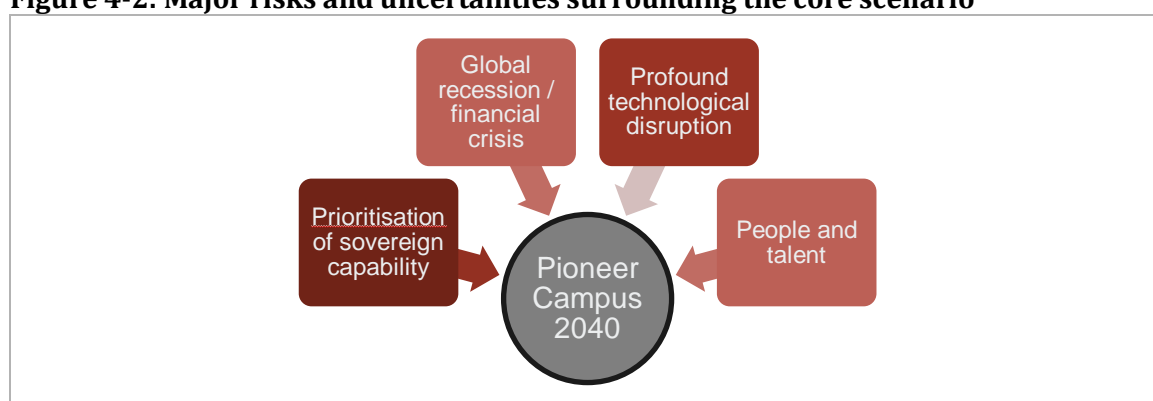 Figure 4-2: Major risks and uncertainties surrounding the core scenario
Global
recession /
financial
crisis
Profound
technological
disruption
Prioritisation
of sovereign
capability
People and
talent
Pioneer
Campus
2040